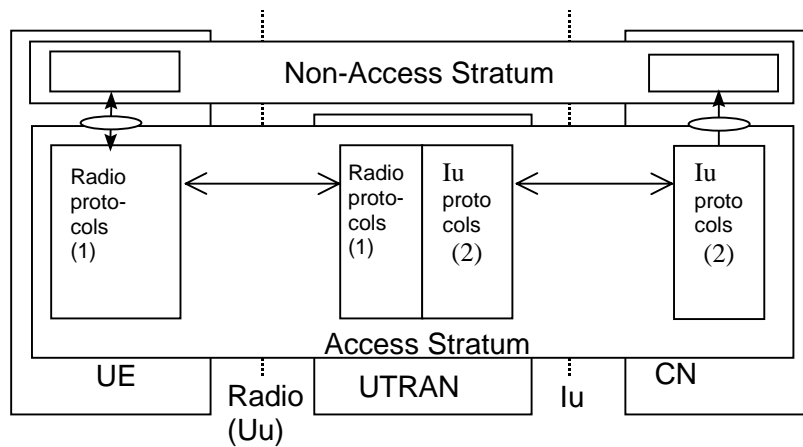 Non-Access Stratum
Radio
proto-
cols
(1)
Radio
proto-
cols
(1)
Iu
proto
cols
(2)
Iu
proto
cols
(2)
Access Stratum
UE
Radio
(Uu)
UTRAN
Iu
CN